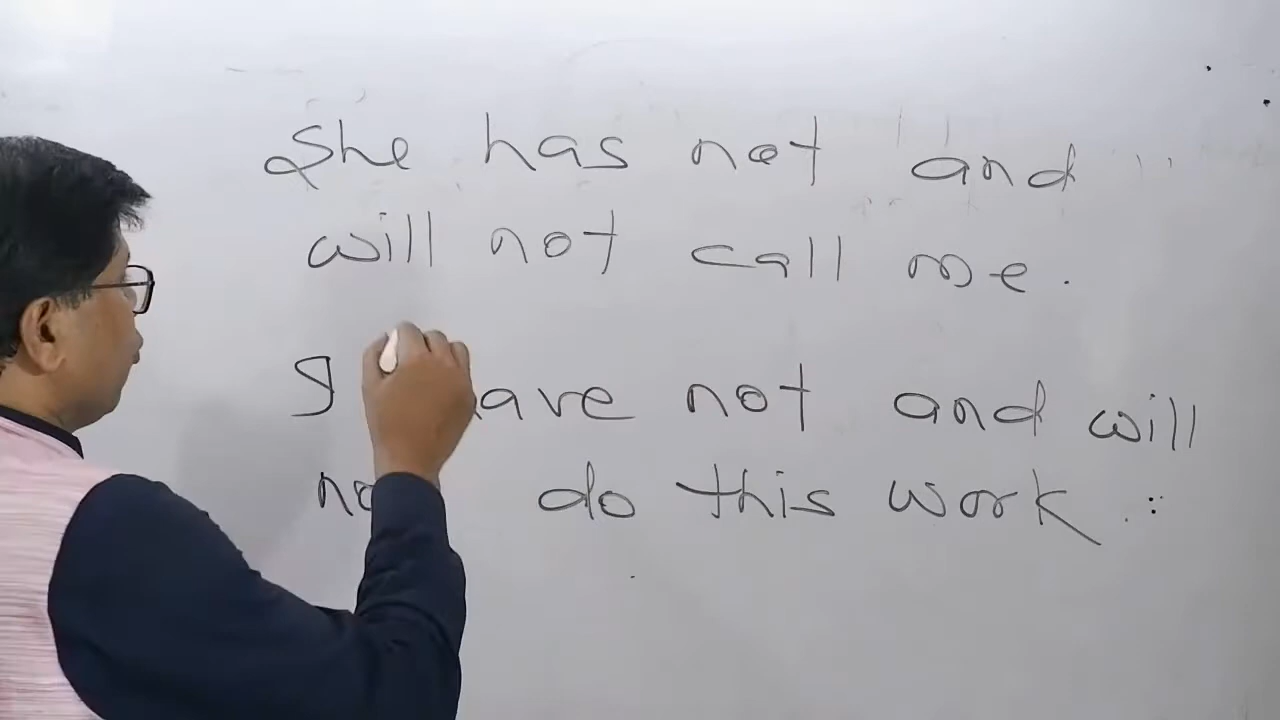 She has not and
will not call me.
I have not and will
not do this work.